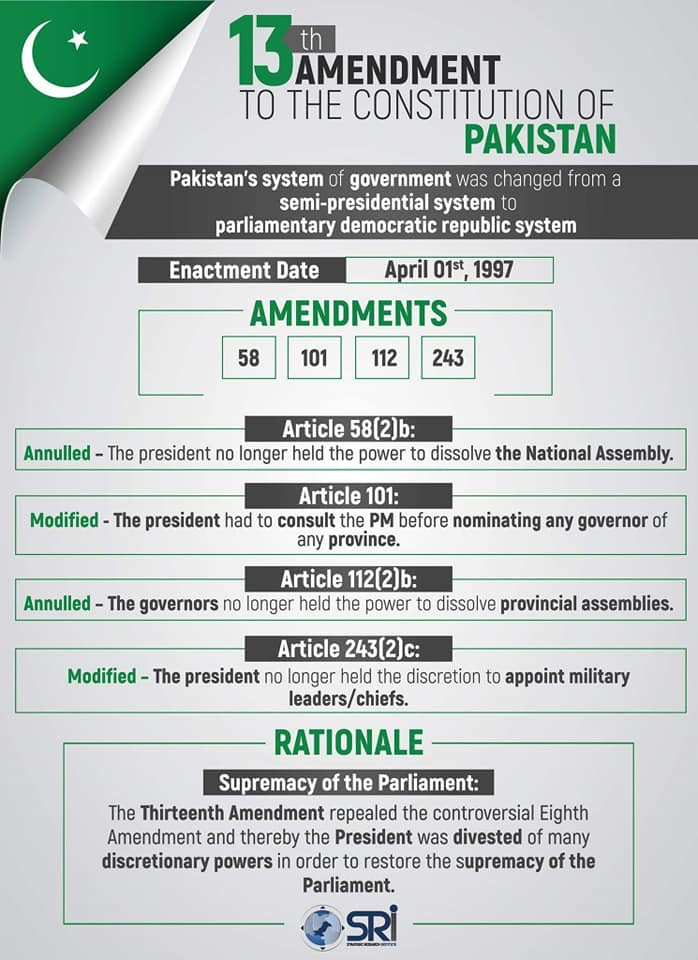 13th
AMENDMENT
TO THE CONSTITUTION OF
PAKISTAN
Pakistan's system of government was changed from a
semi-presidential system to
parliamentary democratic republic system
Enactment Date April 01st, 1997
AMENDMENTS
58 101 112 243
Article 58(2)b:
Annulled – The president no longer held the power to dissolve the National Assembly.
Article 101:
Modified - The president had to consult the PM before nominating any governor of
any province.
Article 112(2)b:
Annulled – The governors no longer held the power to dissolve provincial assemblies.
Article 243(2)c:
Modified – The president no longer held the discretion to appoint military
leaders/chiefs.
RATIONALE
Supremacy of the Parliament:
The Thirteenth Amendment repealed the controversial Eighth
Amendment and thereby the President was divested of many
discretionary powers in order to restore the supremacy of the
Parliament.
SRi
STRATEGIC RESEARCH INSTITUTE